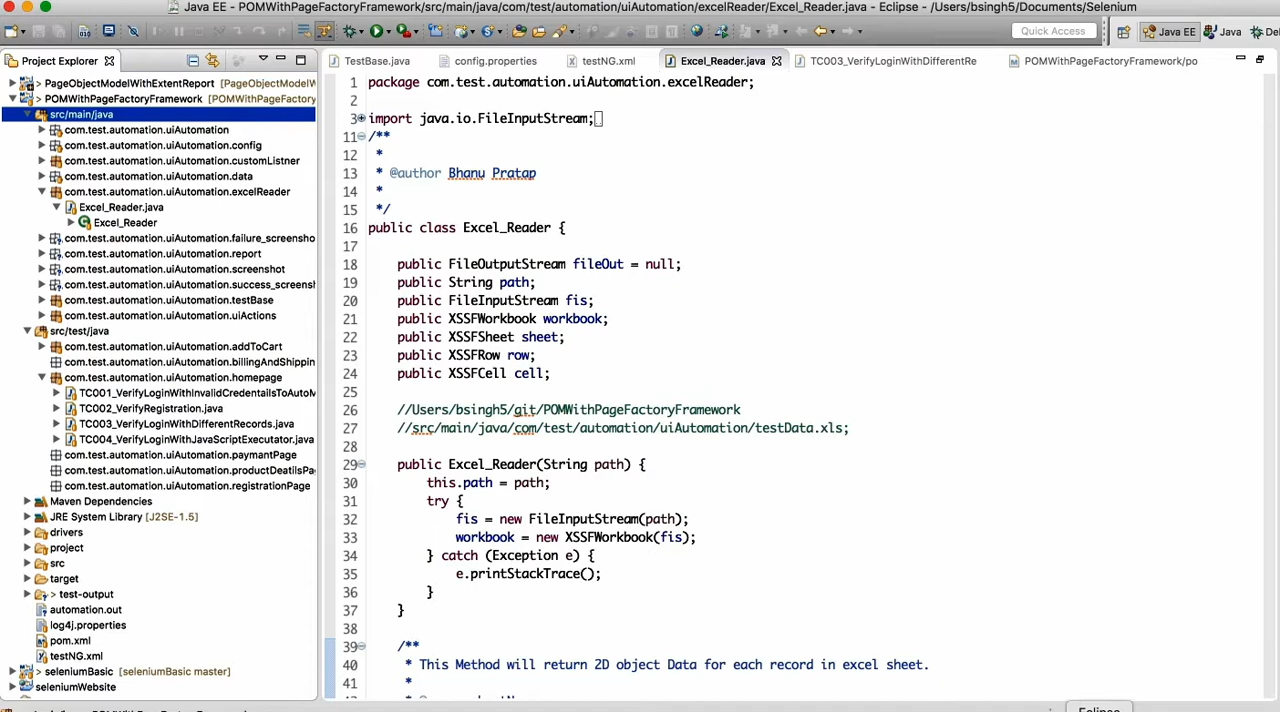 Java EE - POMWithPageFactoryFramework/src/main/java/com/test/automation/uiAutomation/excelReader/Excel_Reader.java - Eclipse - /Users/bsingh5/Documents/Selenium
Quick Access
Java EE
Java
De
Project Explorer
TestBase.java
config.properties
testNG.xml
Excel_Reader.java
TC003_VerifyLoginWithDifferentRe
POMWithPageFactoryFramework/po
PageObjectModelWithExtentReport [PageObjectModel
POMWithPageFactoryFramework [POMWithPageFactory
src/main/java
com.test.automation.uiAutomation
com.test.automation.uiAutomation.config
com.test.automation.uiAutomation.customListner
com.test.automation.uiAutomation.data
com.test.automation.uiAutomation.excelReader
Excel_Reader.java
Excel_Reader
com.test.automation.uiAutomation.failure_screensho
com.test.automation.uiAutomation.report
com.test.automation.uiAutomation.screenshot
com.test.automation.uiAutomation.success_screensh
com.test.automation.uiAutomation.testBase
com.test.automation.uiAutomation.uiActions
src/test/java
com.test.automation.uiAutomation.addToCart
com.test.automation.uiAutomation.billingAndShippin
com.test.automation.uiAutomation.homepage
TC001_VerifyLoginWithInvalidCredentailsToAutoM
TC002_VerifyRegistration.java
TC003_VerifyLoginWithDifferentRecords.java
TC004_VerifyLoginWithJavaScriptExecutor.java
com.test.automation.uiAutomation.paymantPage
com.test.automation.uiAutomation.productDeatilsPa
com.test.automation.uiAutomation.registrationPage
Maven Dependencies
JRE System Library [J2SE-1.5]
drivers
project
src
target
> test-output
automation.out
log4j.properties
pom.xml
testNG.xml
> seleniumBasic [seleniumBasic master]
seleniumWebsite
1 package com.test.automation.uiAutomation.excelReader;
2
3 import java.io.FileInputStream;
11 /**
12 *
13 * @author Bhanu Pratap
14 *
15 */
16 public class Excel_Reader {
17
18 public FileOutputStream fileOut = null;
19 public String path;
20 public FileInputStream fis;
21 public XSSFWorkbook workbook;
22 public XSSFSheet sheet;
23 public XSSFRow row;
24 public XSSFCell cell;
25
26 //Users/bsingh5/git/POMWithPageFactoryFramework
27 //src/main/java/com/test/automation/uiAutomation/testData.xls;
28
29 public Excel_Reader(String path) {
30 this.path = path;
31 try {
32 fis = new FileInputStream(path);
33 workbook = new XSSFWorkbook(fis);
34 } catch (Exception e) {
35 e.printStackTrace();
36 }
37 }
38
39 /**
40 * This Method will return 2D object Data for each record in excel sheet.
41 *
Eclipse